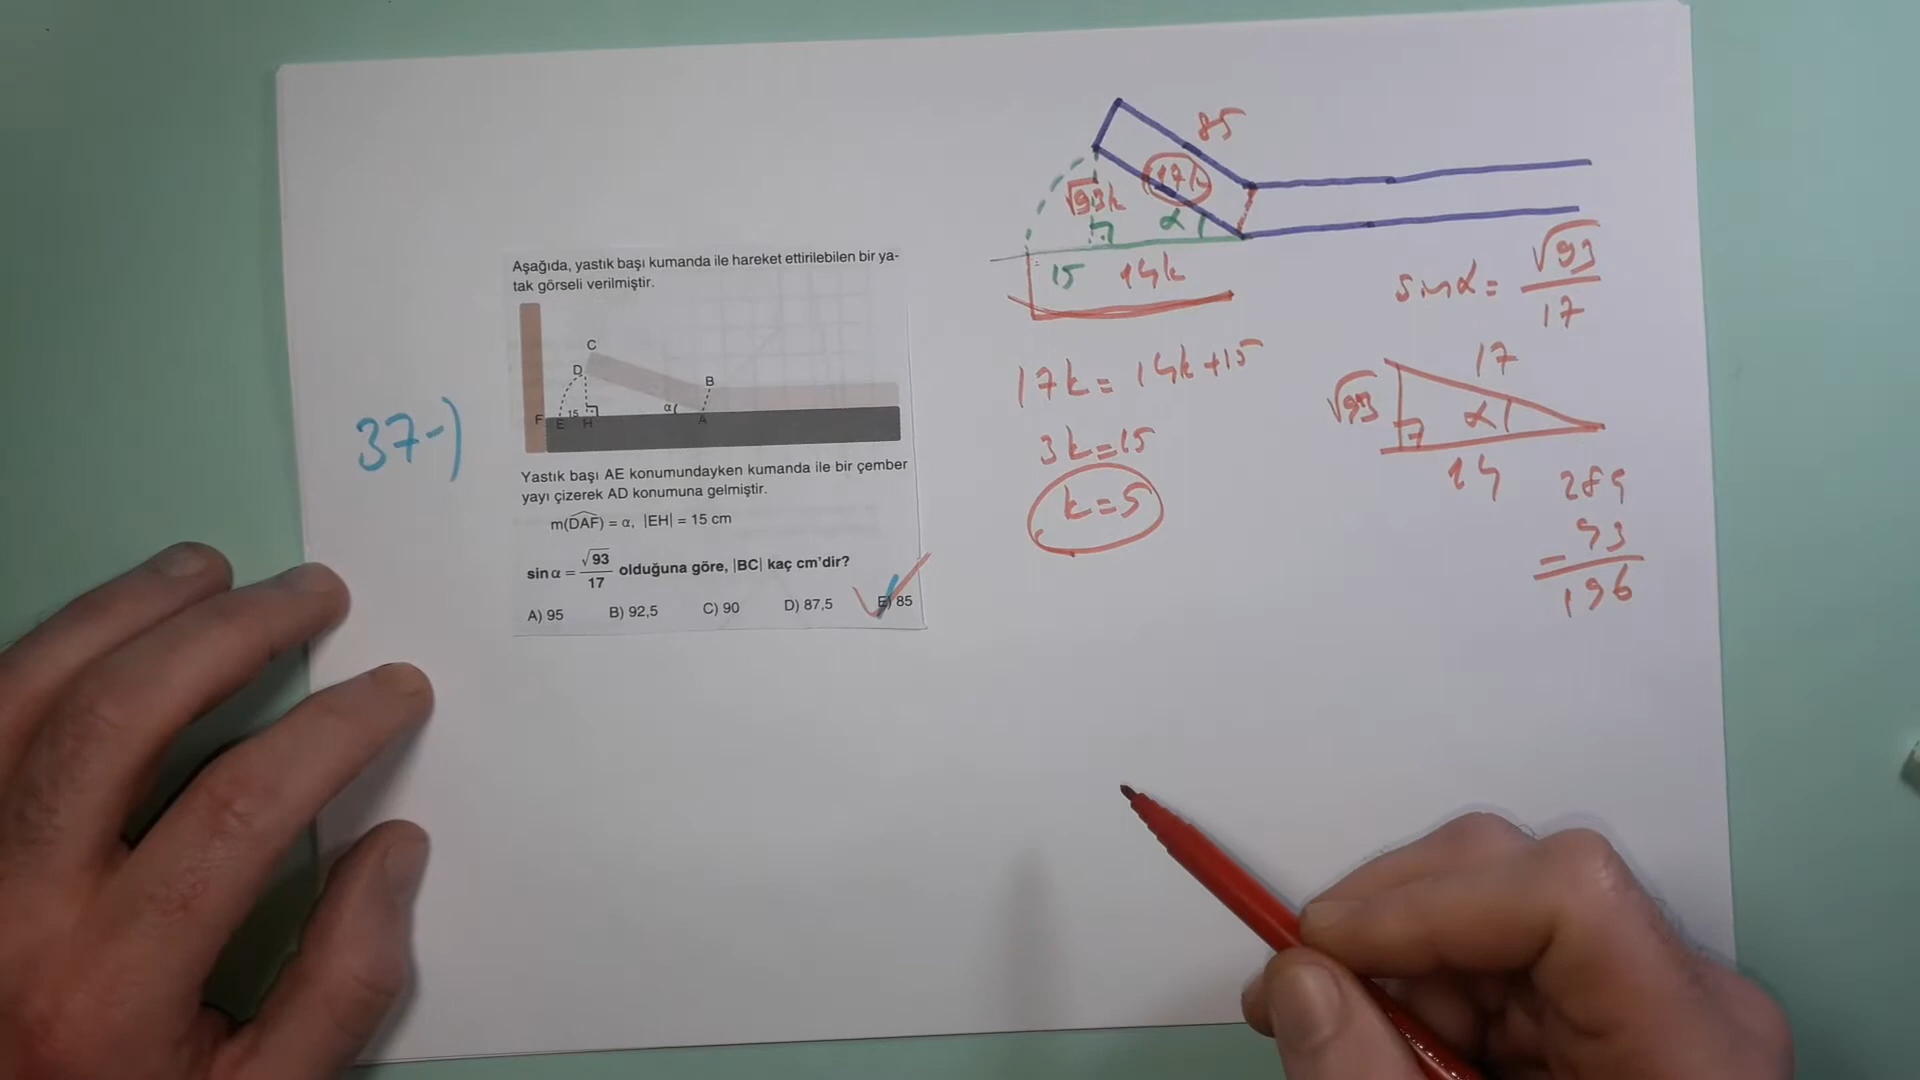 37-)
Aşağıda, yastık başı kumanda ile hareket ettirilebilen bir ya-
tak görseli verilmiştir.
C
D
B
α
F
E
15
H
A
Yastık başı AE konumundayken kumanda ile bir çember
yayı çizerek AD konumuna gelmiştir.
m(DAF) = α, |EH| = 15 cm
sin α = √93/17 olduğuna göre, |BC| kaç cm'dir?
A) 95 B) 92,5 C) 90 D) 87,5 E) 85
85
17k
√93k
α
15 14k
17k = 14k+15
3k=15
k=5
sinα = √93/17
17
√93
α
14
289
- 93
196